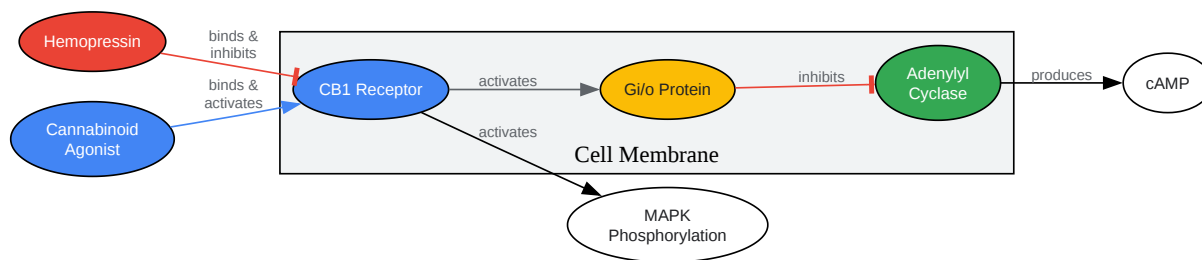 Hemopressin
binds &
inhibits
binds &
activates
Cannabinoid
Agonist
CB1 Receptor
activates
Gi/o Protein
inhibits
Adenylyl
Cyclase
produces
cAMP
activates
Cell Membrane
MAPK
Phosphorylation